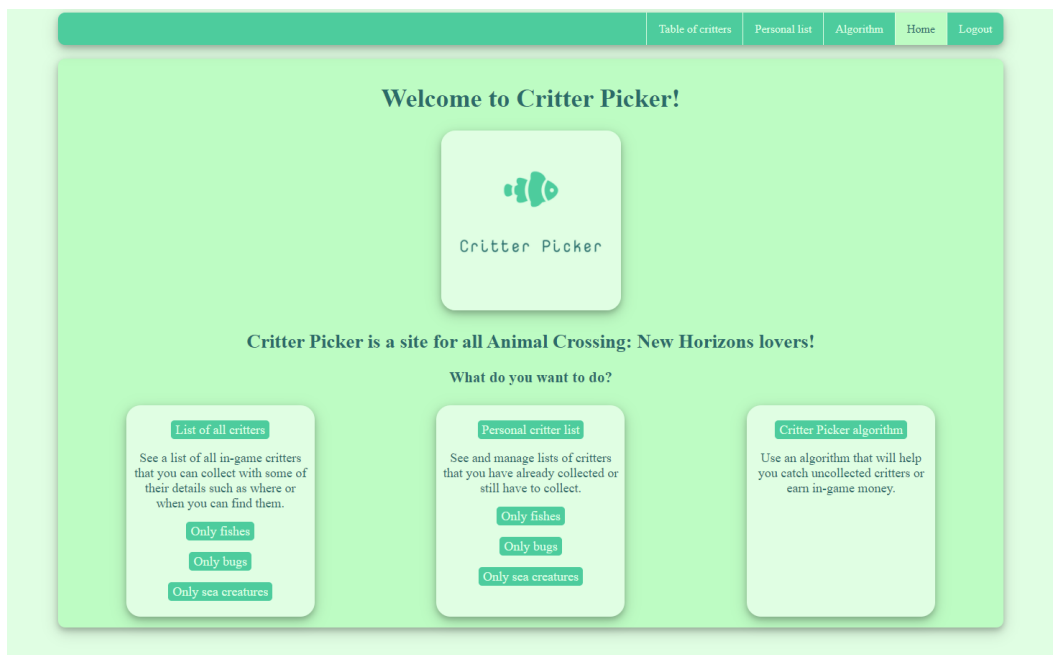 Table of critters
Personal list
Algorithm
Home
Logout
Welcome to Critter Picker!
Critter Picker
Critter Picker is a site for all Animal Crossing: New Horizons lovers!
What do you want to do?
List of all critters
See a list of all in-game critters
that you can collect with some of
their details such as where or
when you can find them.
Only fishes
Only bugs
Only sea creatures
Personal critter list
See and manage lists of critters
that you have already collected or
still have to collect.
Only fishes
Only bugs
Only sea creatures
Critter Picker algorithm
Use an algorithm that will help
you catch uncollected critters or
earn in-game money.